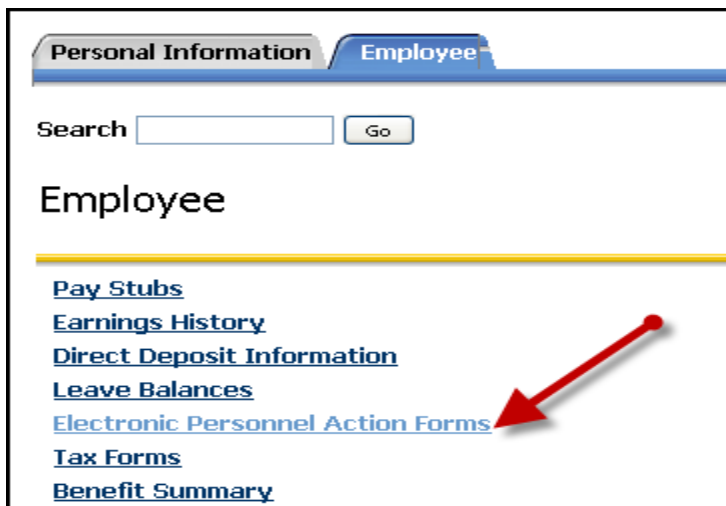 Personal Information Employee
Search Go
Employee
Pay Stubs
Earnings History
Direct Deposit Information
Leave Balances
Electronic Personnel Action Forms
Tax Forms
Benefit Summary